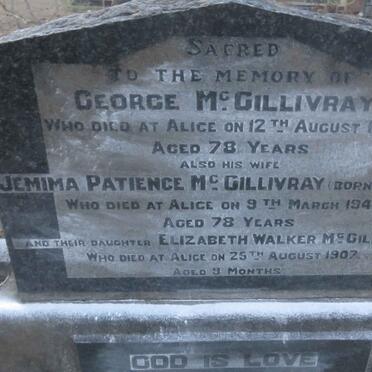 SACRED
TO THE MEMORY OF
GEORGE McGILLIVRAY
WHO DIED AT ALICE ON 12TH AUGUST
AGED 78 YEARS
ALSO HIS WIFE
JEMIMA PATIENCE McGILLIVRAY (BORN
WHO DIED AT ALICE ON 9TH MARCH 194
AGED 78 YEARS
AND THEIR DAUGHTER ELIZABETH WALKER McGIL
WHO DIED AT ALICE ON 25TH AUGUST 1907
AGED 9 MONTHS
GOD IS LOVE